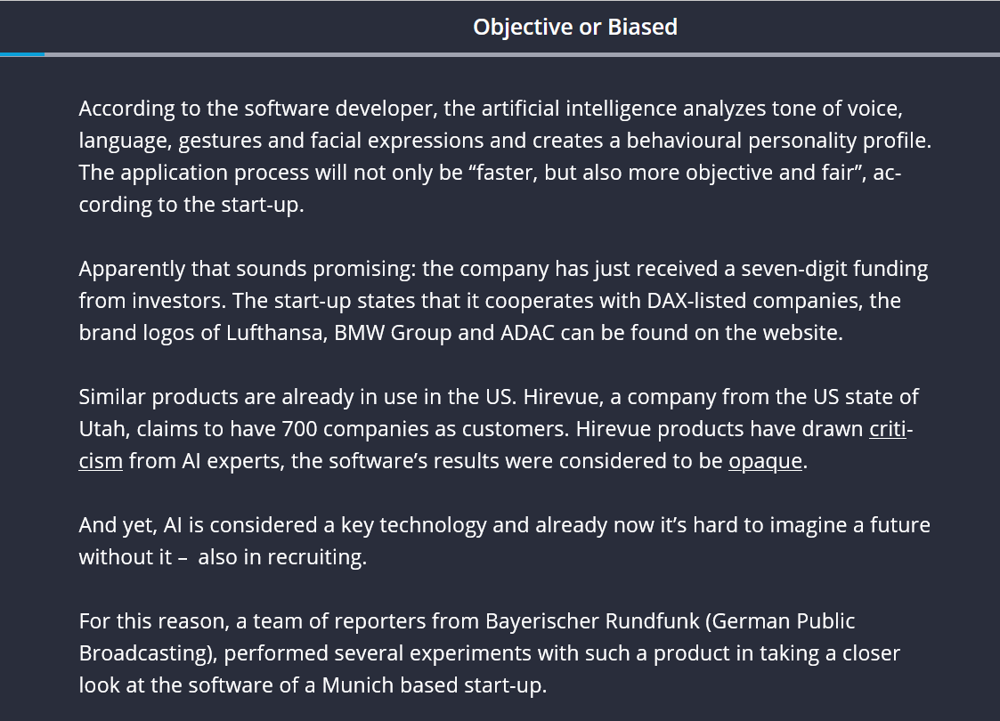 Objective or Biased
According to the software developer, the artificial intelligence analyzes tone of voice,
language, gestures and facial expressions and creates a behavioural personality profile.
The application process will not only be “faster, but also more objective and fair”, ac-
cording to the start-up.
Apparently that sounds promising: the company has just received a seven-digit funding
from investors. The start-up states that it cooperates with DAX-listed companies, the
brand logos of Lufthansa, BMW Group and ADAC can be found on the website.
Similar products are already in use in the US. Hirevue, a company from the US state of
Utah, claims to have 700 companies as customers. Hirevue products have drawn criti-
cism from AI experts, the software’s results were considered to be opaque.
And yet, AI is considered a key technology and already now it’s hard to imagine a future
without it – also in recruiting.
For this reason, a team of reporters from Bayerischer Rundfunk (German Public
Broadcasting), performed several experiments with such a product in taking a closer
look at the software of a Munich based start-up.